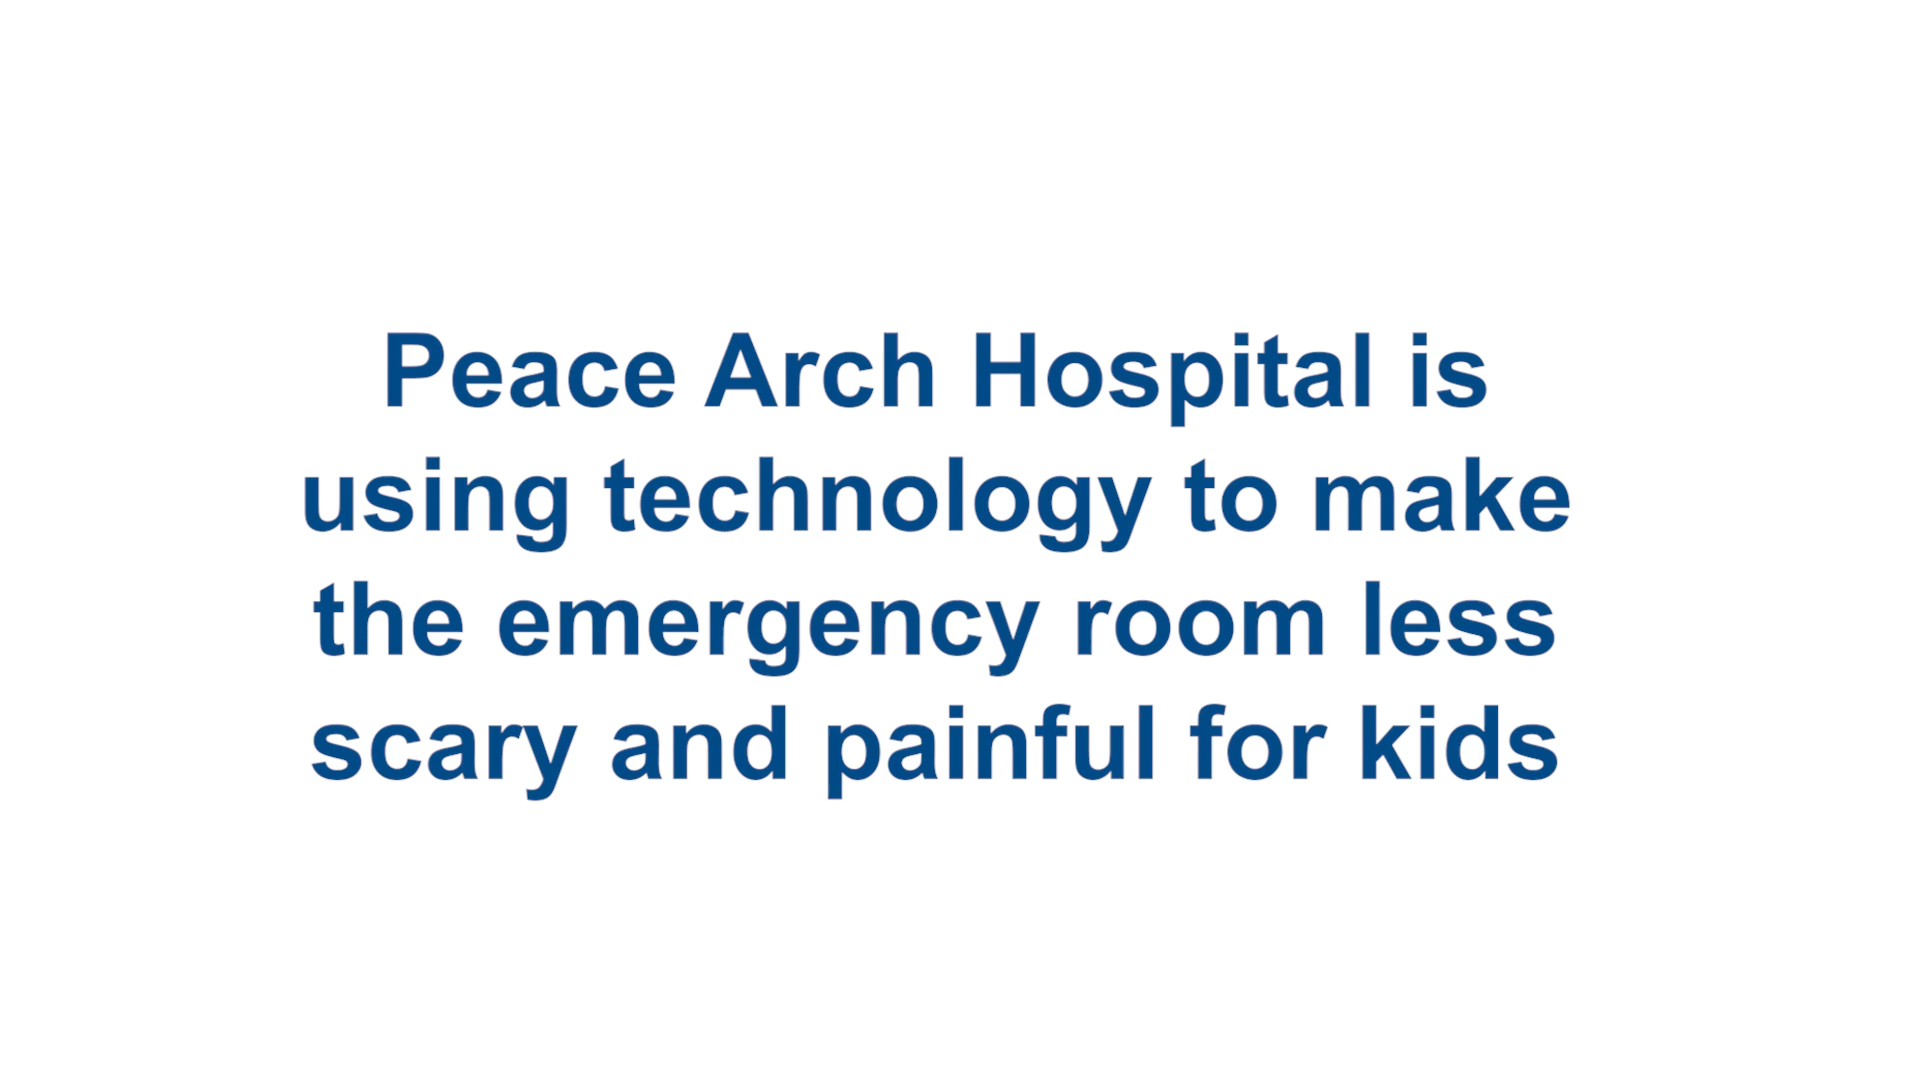 Peace Arch Hospital is
using technology to make
the emergency room less
scary and painful for kids